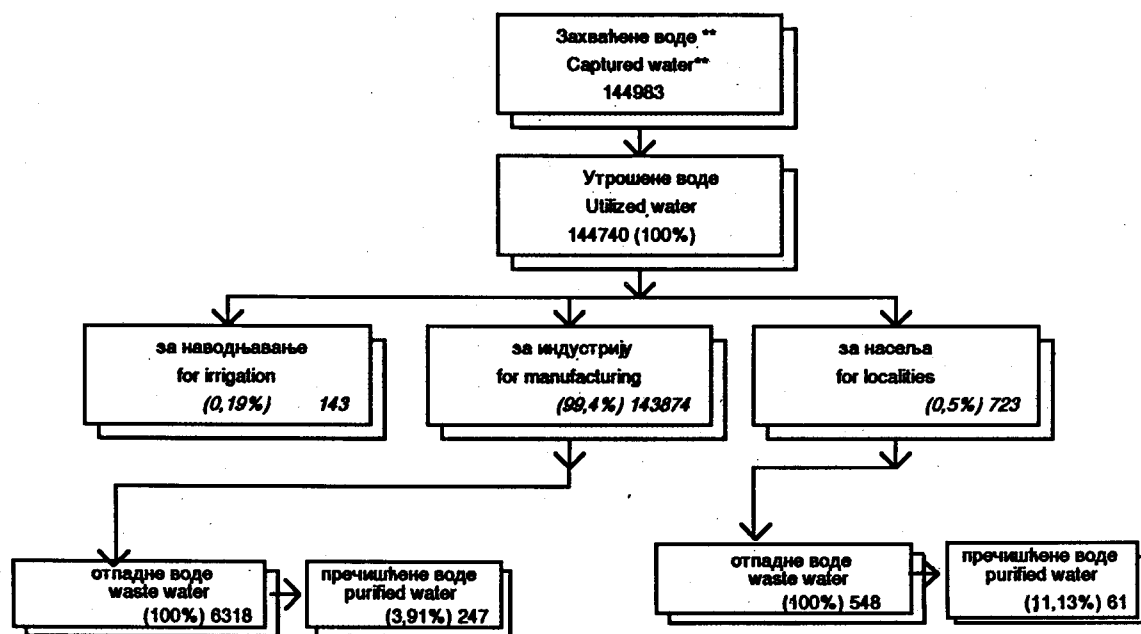 Захваћене воде **
Captured water**
144983
Утрошене воде
Utilized water
144740 (100%)
за наводњавање
for irrigation
(0,19%) 143
за индустрију
for manufacturing
(99,4%) 143874
за насеља
for localities
(0,5%) 723
отпадне воде
waste water
(100%) 6318
пречишћене воде
purified water
(3,91%) 247
отпадне воде
waste water
(100%) 548
пречишћене воде
purified water
(11,13%) 61